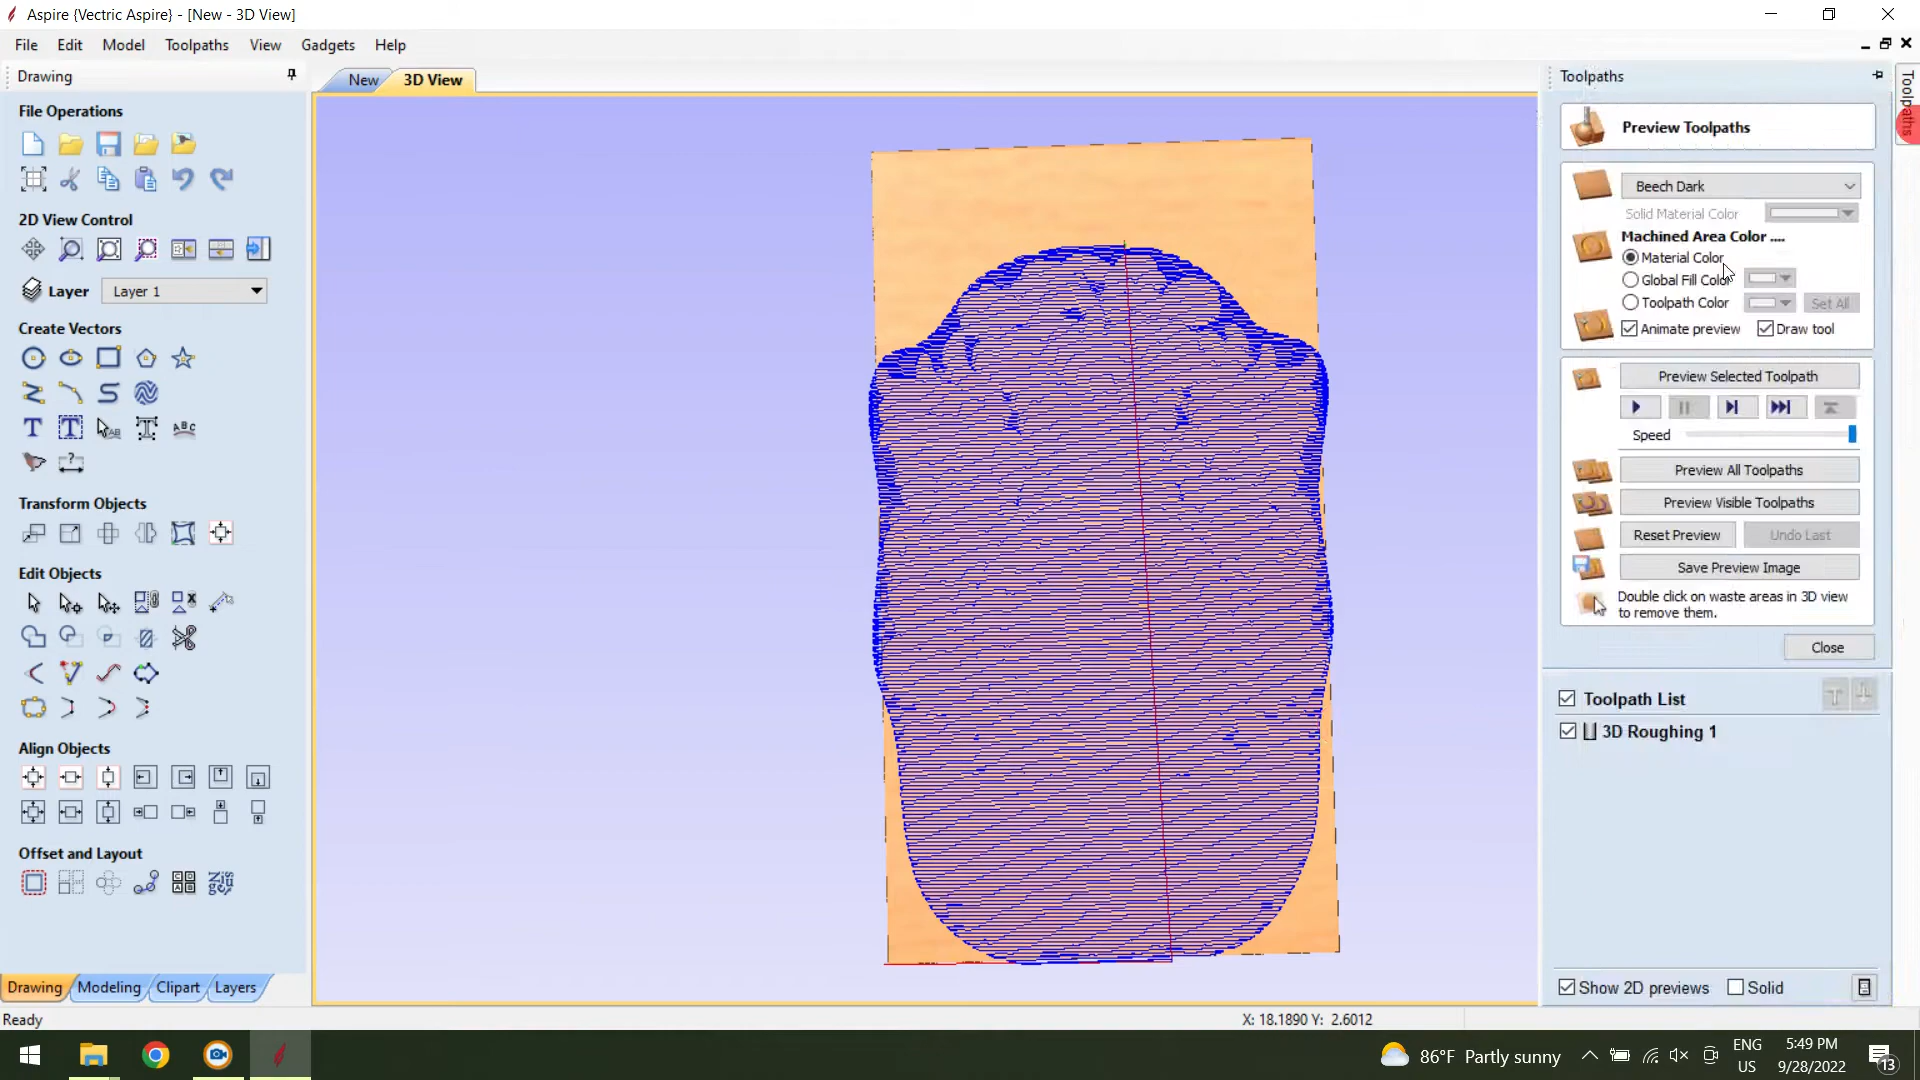 Aspire {Vectric Aspire} - [New - 3D View]
File Edit Model Toolpaths View Gadgets Help
Drawing
File Operations
2D View Control
Layer Layer 1
Create Vectors
Transform Objects
Edit Objects
Align Objects
Offset and Layout
Drawing Modeling Clipart Layers
Ready
New 3D View
X: 18.1890 Y: 2.6012
Toolpaths
Toolpaths
Preview Toolpaths
Beech Dark
Solid Material Color
Machined Area Color ....
Material Color
Global Fill Color
Toolpath Color Set All
Animate preview Draw tool
Preview Selected Toolpath
Speed
Preview All Toolpaths
Preview Visible Toolpaths
Reset Preview Undo Last
Save Preview Image
Double click on waste areas in 3D view
to remove them.
Close
Toolpath List
3D Roughing 1
Show 2D previews Solid
86°F Partly sunny
ENG
US
5:49 PM
9/28/2022
13